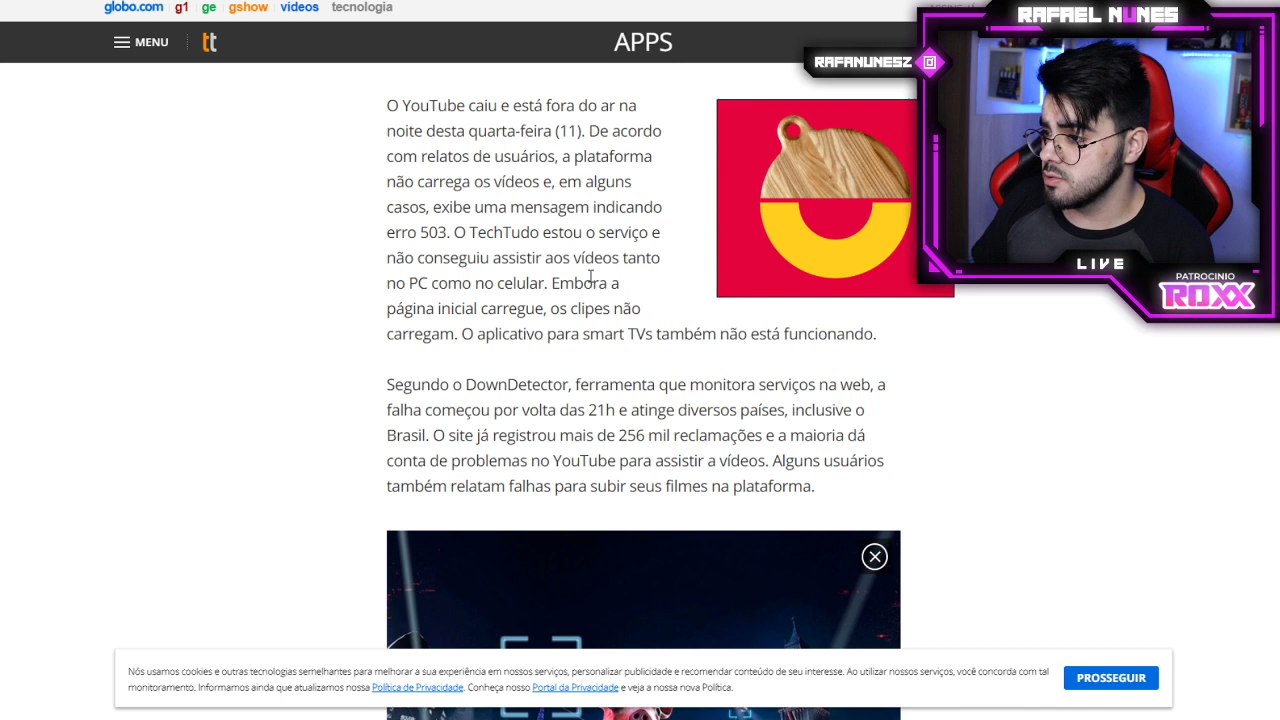 globo.com g1 ge gshow videos tecnologia
MENU tt APPS
RAFAEL NUNES
RAFANUNESZ
O YouTube caiu e está fora do ar na
noite desta quarta-feira (11). De acordo
com relatos de usuários, a plataforma
não carrega os vídeos e, em alguns
casos, exibe uma mensagem indicando
erro 503. O TechTudo estou o serviço e
não conseguiu assistir aos vídeos tanto
no PC como no celular. Embora a
página inicial carregue, os clipes não
carregam. O aplicativo para smart TVs também não está funcionando.
LIVE
PATROCINIO
ROXX
Segundo o DownDetector, ferramenta que monitora serviços na web, a
falha começou por volta das 21h e atinge diversos países, inclusive o
Brasil. O site já registrou mais de 256 mil reclamações e a maioria dá
conta de problemas no YouTube para assistir a vídeos. Alguns usuários
também relatam falhas para subir seus filmes na plataforma.
Nós usamos cookies e outras tecnologias semelhantes para melhorar a sua experiência em nossos serviços, personalizar publicidade e recomendar conteúdo de seu interesse. Ao utilizar nossos serviços, você concorda com tal
monitoramento. Informamos ainda que atualizamos nossa Política de Privacidade. Conheça nosso Portal da Privacidade e veja a nossa nova Política.
PROSSEGUIR